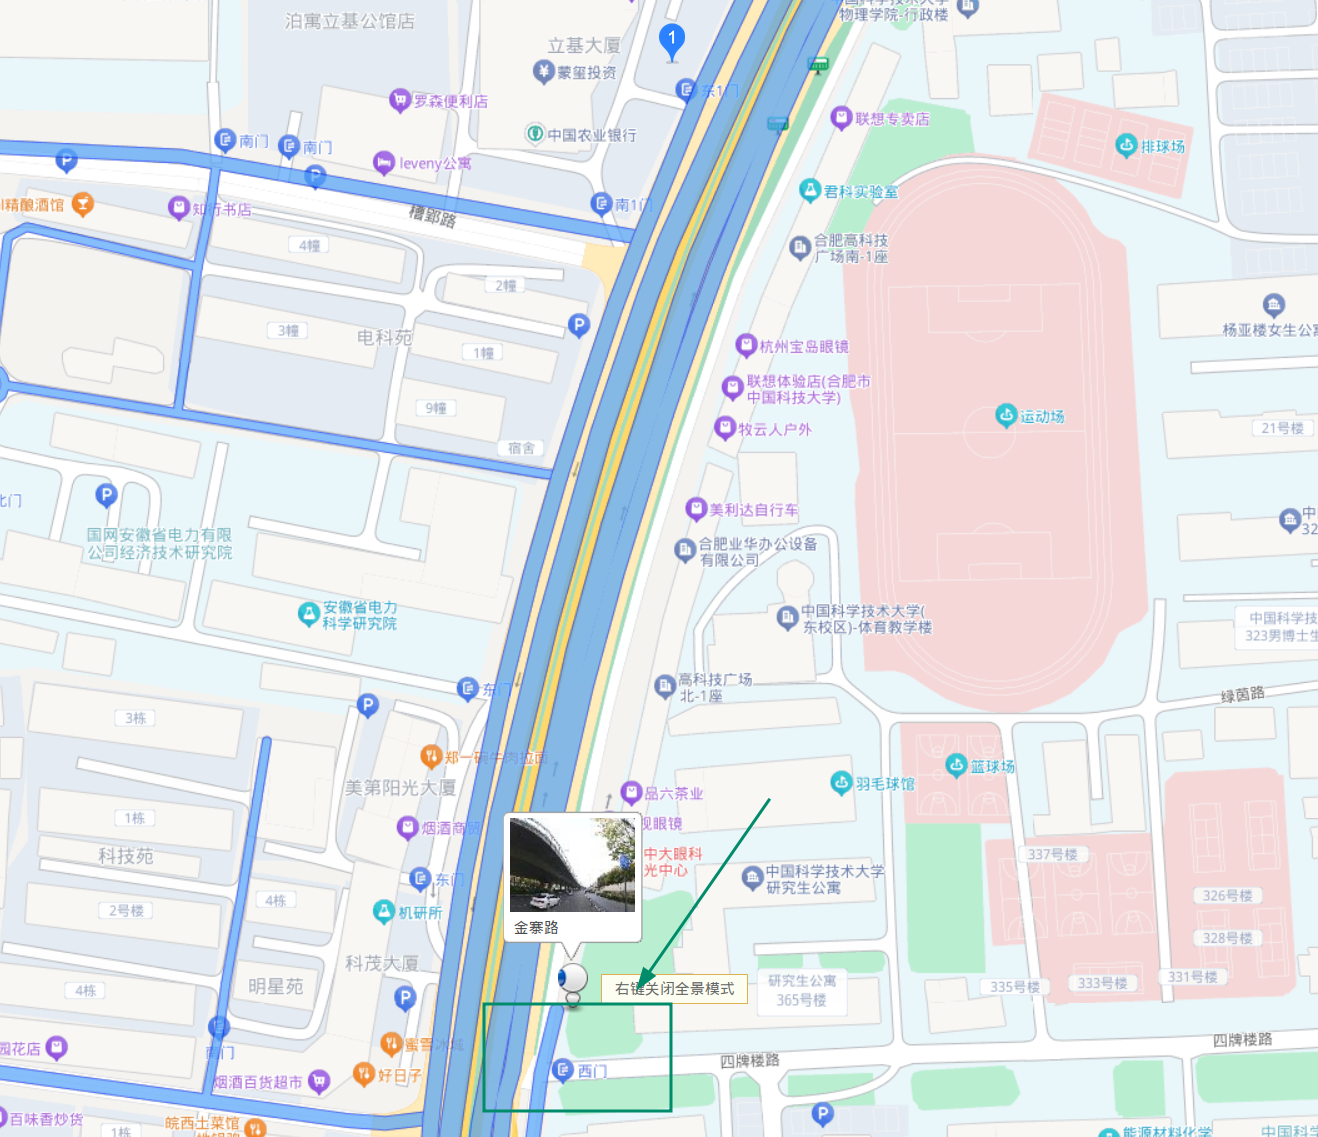 泊寓立基公馆店
立基大厦
1
物理学院-行政楼
蒙玺投资
东1门
罗森便利店
联想专卖店
中国农业银行
南门
南门
P
P
leveny公寓
排球场
君科实验室
精酿酒馆
知行书店
南1门
槽郢路
4幢
合肥高科技
广场南-1座
2幢
3幢
电科苑
P
1幢
杨亚楼女生公寓
杭州宝岛眼镜
联想体验店(合肥市
中国科学技术大学)
9幢
牧云人户外
运动场
21号楼
宿舍
P
北门
美利达自行车
国网安徽省电力有限
公司经济技术研究院
合肥业华办公设备
有限公司
中
32
安徽省电力
科学研究院
中国科学技术大学(
东校区)-体育教学楼
中国科学技
323男博士生
东门
高科技广场
北-1座
绿茵路
P
3栋
郑一碗牛肉拉面
美第阳光大厦
羽毛球馆
篮球场
品六茶业
1栋
烟酒商贸
视眼镜
科技苑
中大眼科
光中心
337号楼
东门
中国科学技术大学
研究生公寓
4栋
326号楼
2号楼
机研所
金寨路
328号楼
科茂大厦
右键关闭全景模式
研究生公寓
365号楼
335号楼
333号楼
331号楼
4栋
明星苑
P
南门
园花店
蜜雪冰城
四牌楼路
四牌楼路
西门
好日子
烟酒百货超市
P
百味香炒货
皖西土菜馆
1栋
能源材料化学
中国科学